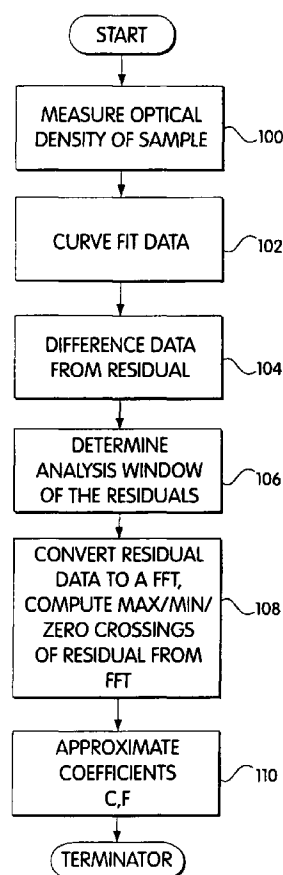 START
MEASURE OPTICAL
DENSITY OF SAMPLE
100
CURVE FIT DATA
102
DIFFERENCE DATA
FROM RESIDUAL
104
DETERMINE
ANALYSIS WINDOW
OF THE RESIDUALS
106
CONVERT RESIDUAL
DATA TO A FFT,
COMPUTE MAX/MIN/
ZERO CROSSINGS
OF RESIDUAL FROM
FFT
108
APPROXIMATE
COEFFICIENTS
C,F
110
TERMINATOR